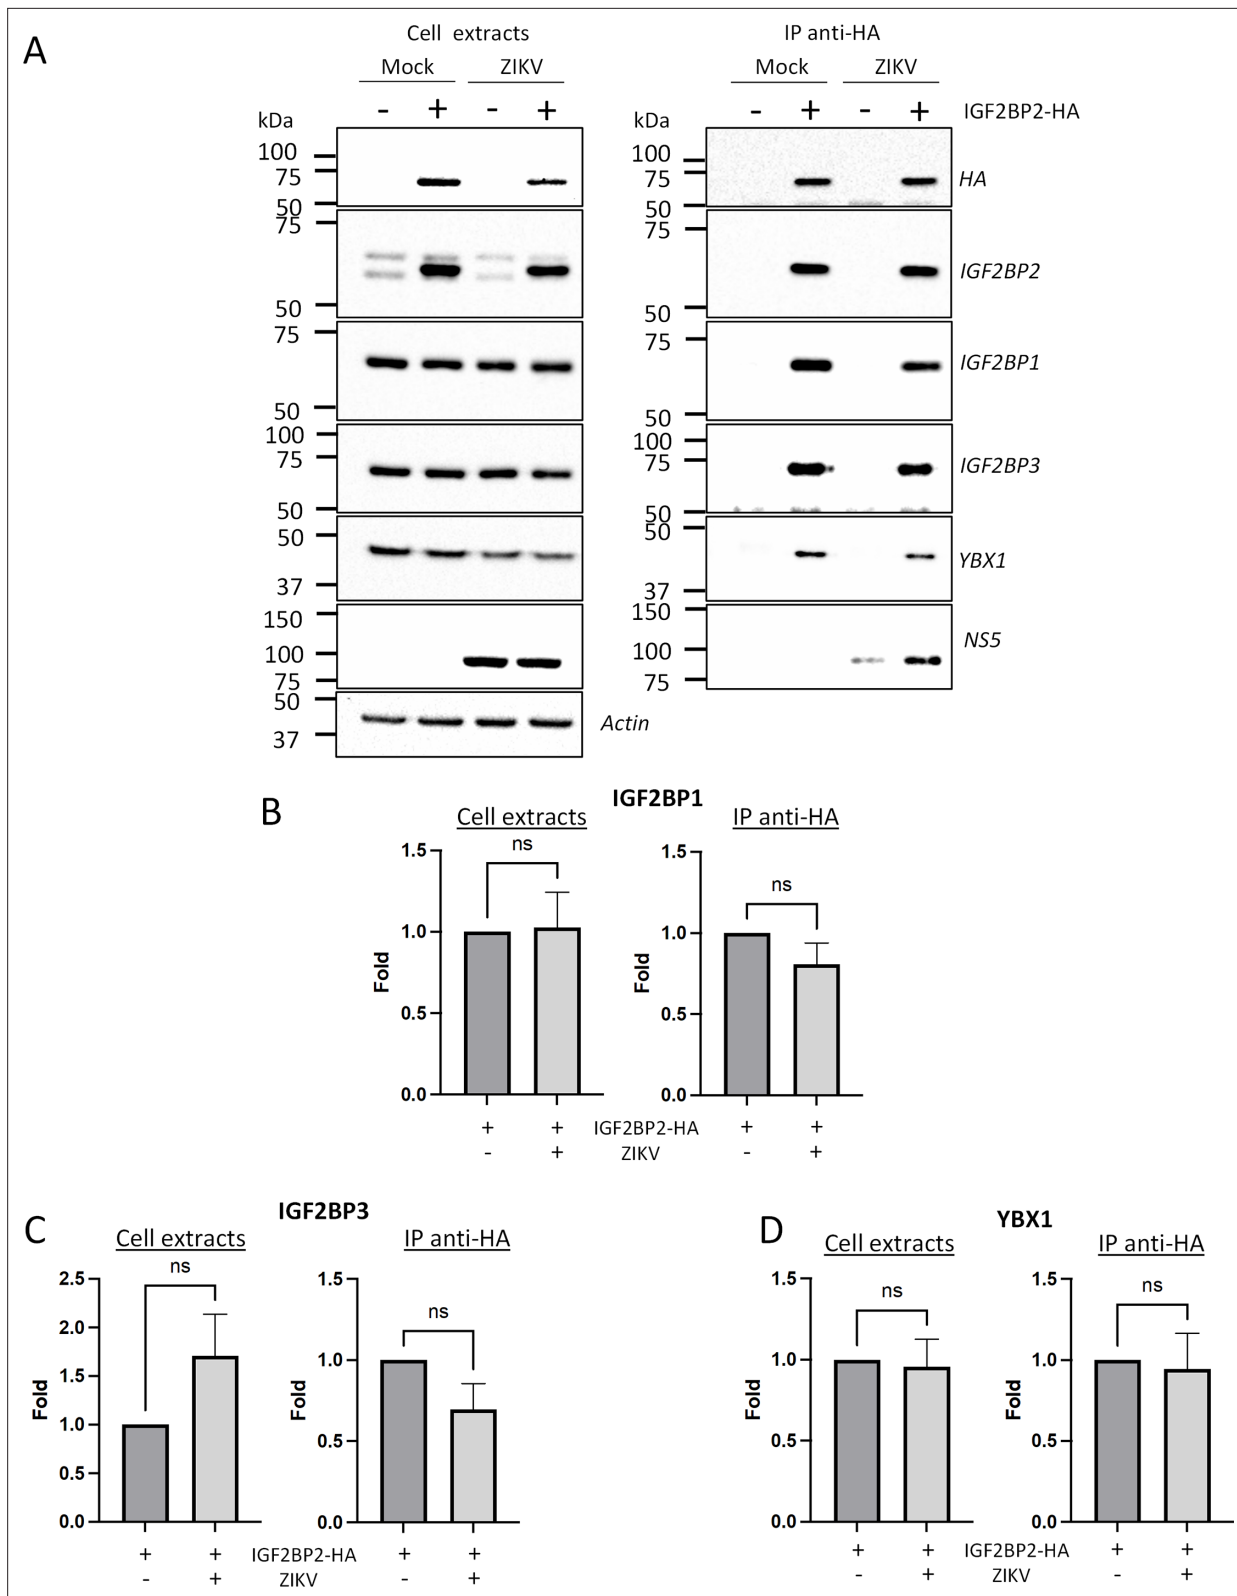 A
Cell extracts
IP anti-HA
Mock ZIKV
Mock ZIKV
- + - +
- + - + IGF2BP2-HA
kDa
kDa
100
75
50
100
75
50
HA
75
50
75
50
IGF2BP2
75
50
75
50
IGF2BP1
100
75
50
100
75
50
IGF2BP3
50
37
50
37
YBX1
150
100
75
150
100
75
NS5
50
37
Actin
B
IGF2BP1
Cell extracts
IP anti-HA
ns
ns
1.5
1.0
0.5
0.0
Fold
1.5
1.0
0.5
0.0
Fold
+ + IGF2BP2-HA + +
- + ZIKV - +
C
IGF2BP3
Cell extracts
IP anti-HA
ns
ns
2.5
2.0
1.5
1.0
0.5
0.0
Fold
1.5
1.0
0.5
0.0
Fold
+ + IGF2BP2-HA + +
- + ZIKV - +
D
YBX1
Cell extracts
IP anti-HA
ns
ns
1.5
1.0
0.5
0.0
Fold
1.5
1.0
0.5
0.0
Fold
+ + IGF2BP2-HA + +
- + ZIKV - +